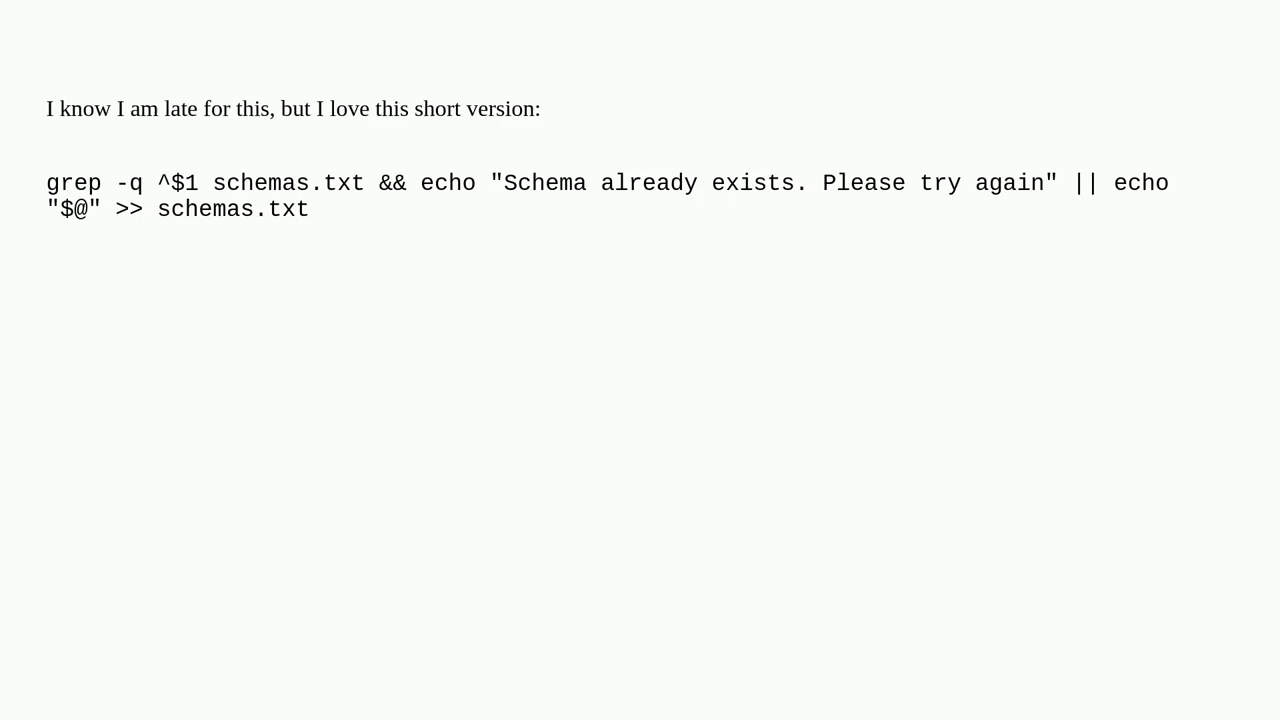 I know I am late for this, but I love this short version:
grep -q ^$1 schemas.txt && echo "Schema already exists. Please try again" || echo
"$@" >> schemas.txt